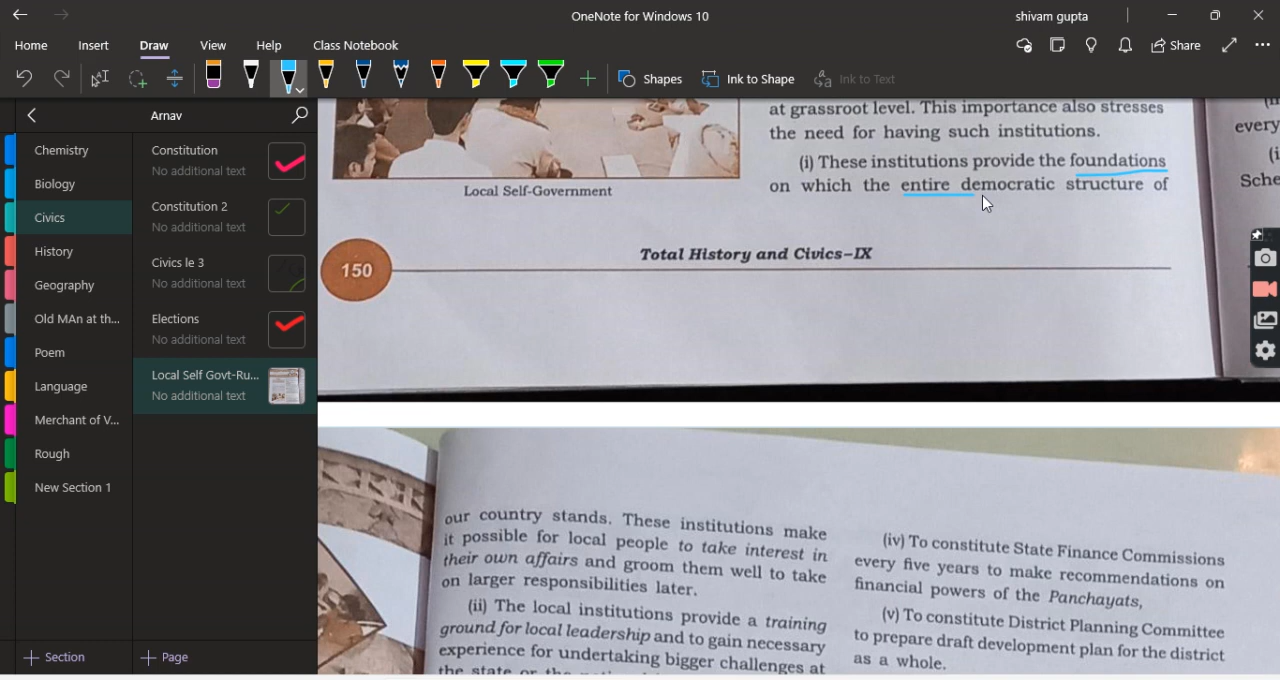 OneNote for Windows 10
shivam gupta
Home
Insert
Draw
View
Help
Class Notebook
Share
Shapes
Ink to Shape
Ink to Text
Arnav
Chemistry
Biology
Civics
History
Geography
Old MAn at th...
Poem
Language
Merchant of V...
Rough
New Section 1
Section
Constitution
No additional text
Constitution 2
No additional text
Civics le 3
No additional text
Elections
No additional text
Local Self Govt-Ru...
No additional text
Page
Local Self-Government
at grassroot level. This importance also stresses
the need for having such institutions.
(i) These institutions provide the foundations
on which the entire democratic structure of
every
Sche
150
Total History and Civics–IX
our country stands. These institutions make
it possible for local people to take interest in
their own affairs and groom them well to take
on larger responsibilities later.
(ii) The local institutions provide a training
ground for local leadership and to gain necessary
experience for undertaking bigger challenges at
the state or the
(iv) To constitute State Finance Commissions
every five years to make recommendations on
financial powers of the Panchayats,
(v) To constitute District Planning Committee
to prepare draft development plan for the district
as a whole.